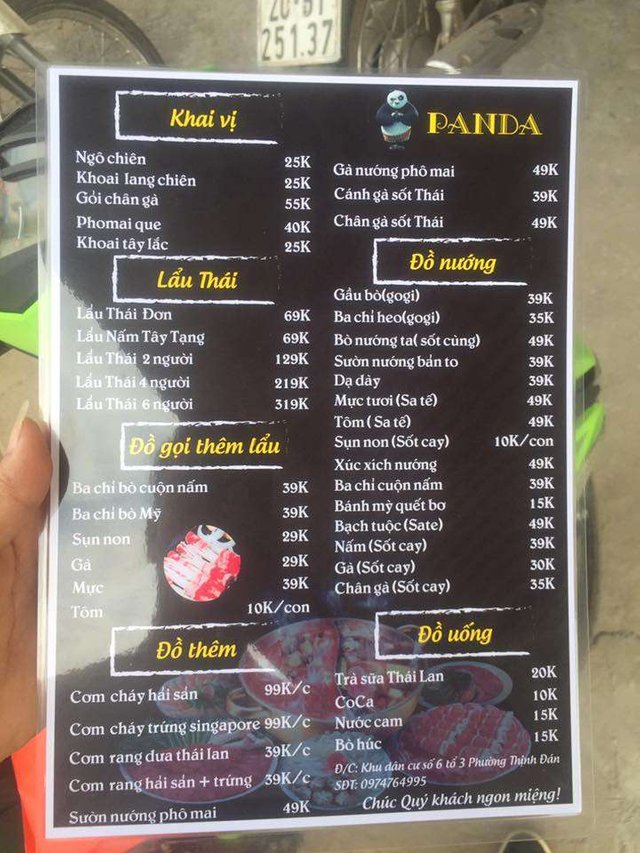 20-B1
251.37
Khai vị
Ngô chiên 25K
Khoai lang chiên 25K
Gỏi chân gà 55K
Phomai que 40K
Khoai tây lắc 25K
Lẩu Thái
Lẩu Thái Đơn 69K
Lẩu Nấm Tây Tạng 69K
Lẩu Thái 2 người 129K
Lẩu Thái 4 người 219K
Lẩu Thái 6 người 319K
Đồ gọi thêm lẩu
Ba chỉ bò cuộn nấm 39K
Ba chỉ bò Mỹ 39K
Sụn non 29K
Gà 29K
Mực 39K
Tôm 10K/con
Đồ thêm
Cơm cháy hải sản 99K/c
Cơm cháy trứng singapore 99K/c
Cơm rang dưa thái lan 39K/c
Cơm rang hải sản + trứng 39K/c
Sườn nướng phô mai 49K
PANDA
Gà nướng phô mai 49K
Cánh gà sốt Thái 39K
Chân gà sốt Thái 49K
Đồ nướng
Gầu bò(gogi) 39K
Ba chỉ heo(gogi) 35K
Bò nướng ta( sốt cùng) 49K
Sườn nướng bản to 39K
Dạ dày 39K
Mực tươi (Sa tế) 49K
Tôm ( Sa tế) 49K
Sụn non (Sốt cay) 10K/con
Xúc xích nướng 49K
Ba chỉ cuộn nấm 39K
Bánh mỳ quết bơ 15K
Bạch tuộc (Sate) 49K
Nấm (Sốt cay) 39K
Gà (Sốt cay) 30K
Chân gà (Sốt cay) 35K
Đồ uống
Trà sữa Thái Lan 20K
CoCa 10K
Nước cam 15K
Bò húc 15K
Đ/C: Khu dân cư số 6 tổ 3 Phường Thịnh Đán
SĐT: 0974764995
Chúc Quý khách ngon miệng!